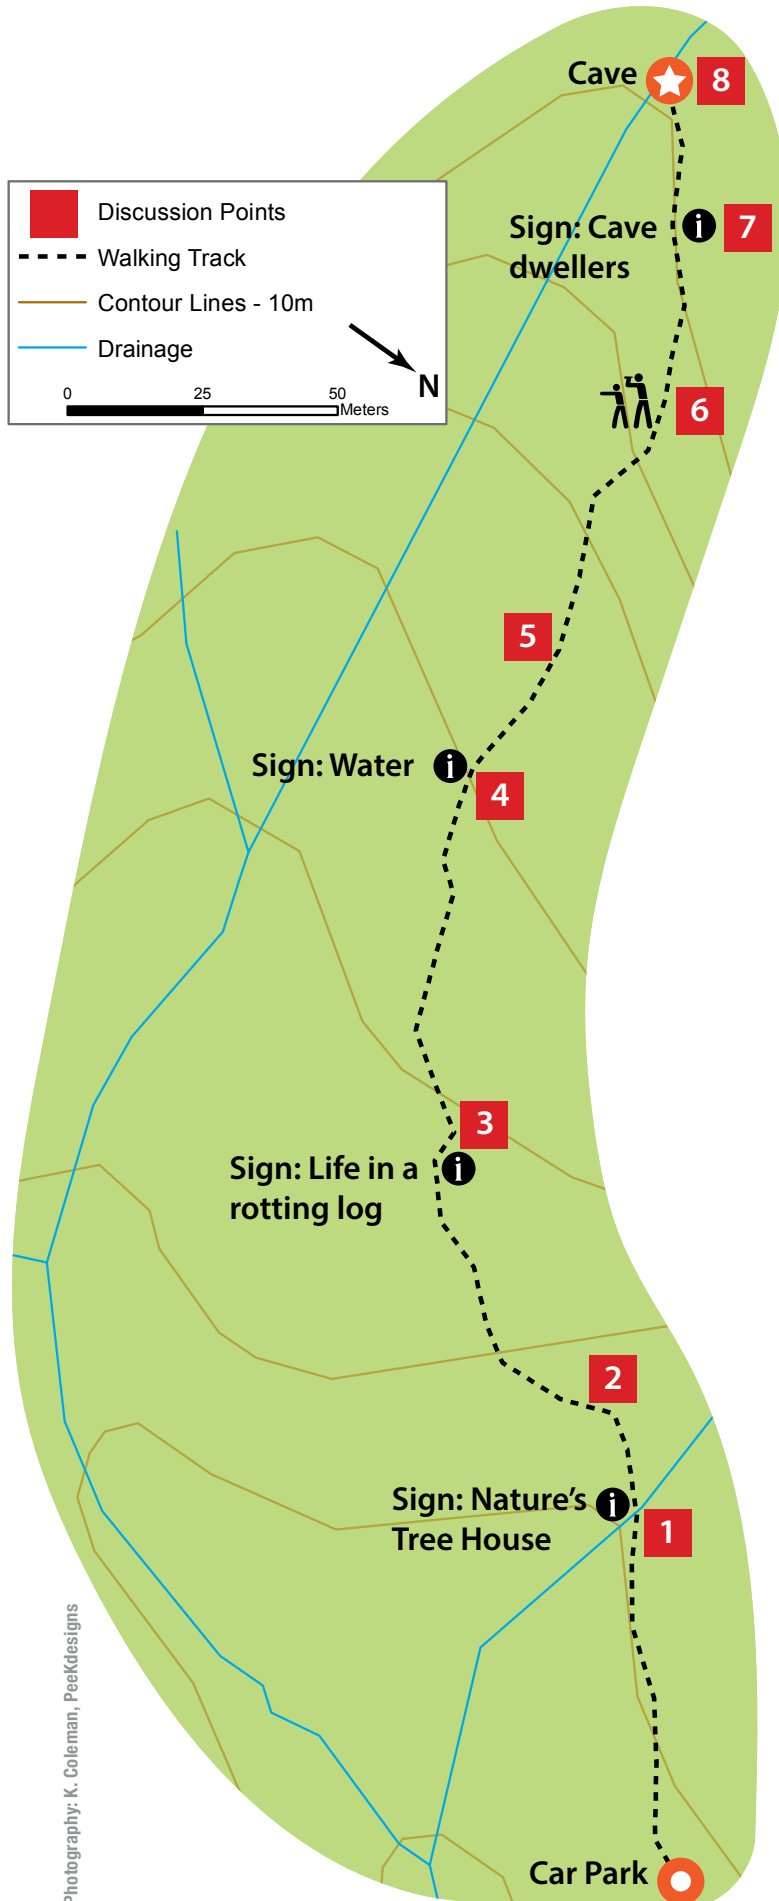 Cave
8
Discussion Points
Walking Track
Contour Lines - 10m
Drainage
N
0 25 50
Meters
Sign: Cave
dwellers
i
7
6
5
Sign: Water
i
4
3
Sign: Life in a
rotting log
i
2
Sign: Nature's
Tree House
i
1
Car Park
Photography: K. Coleman, PeeKdesigns